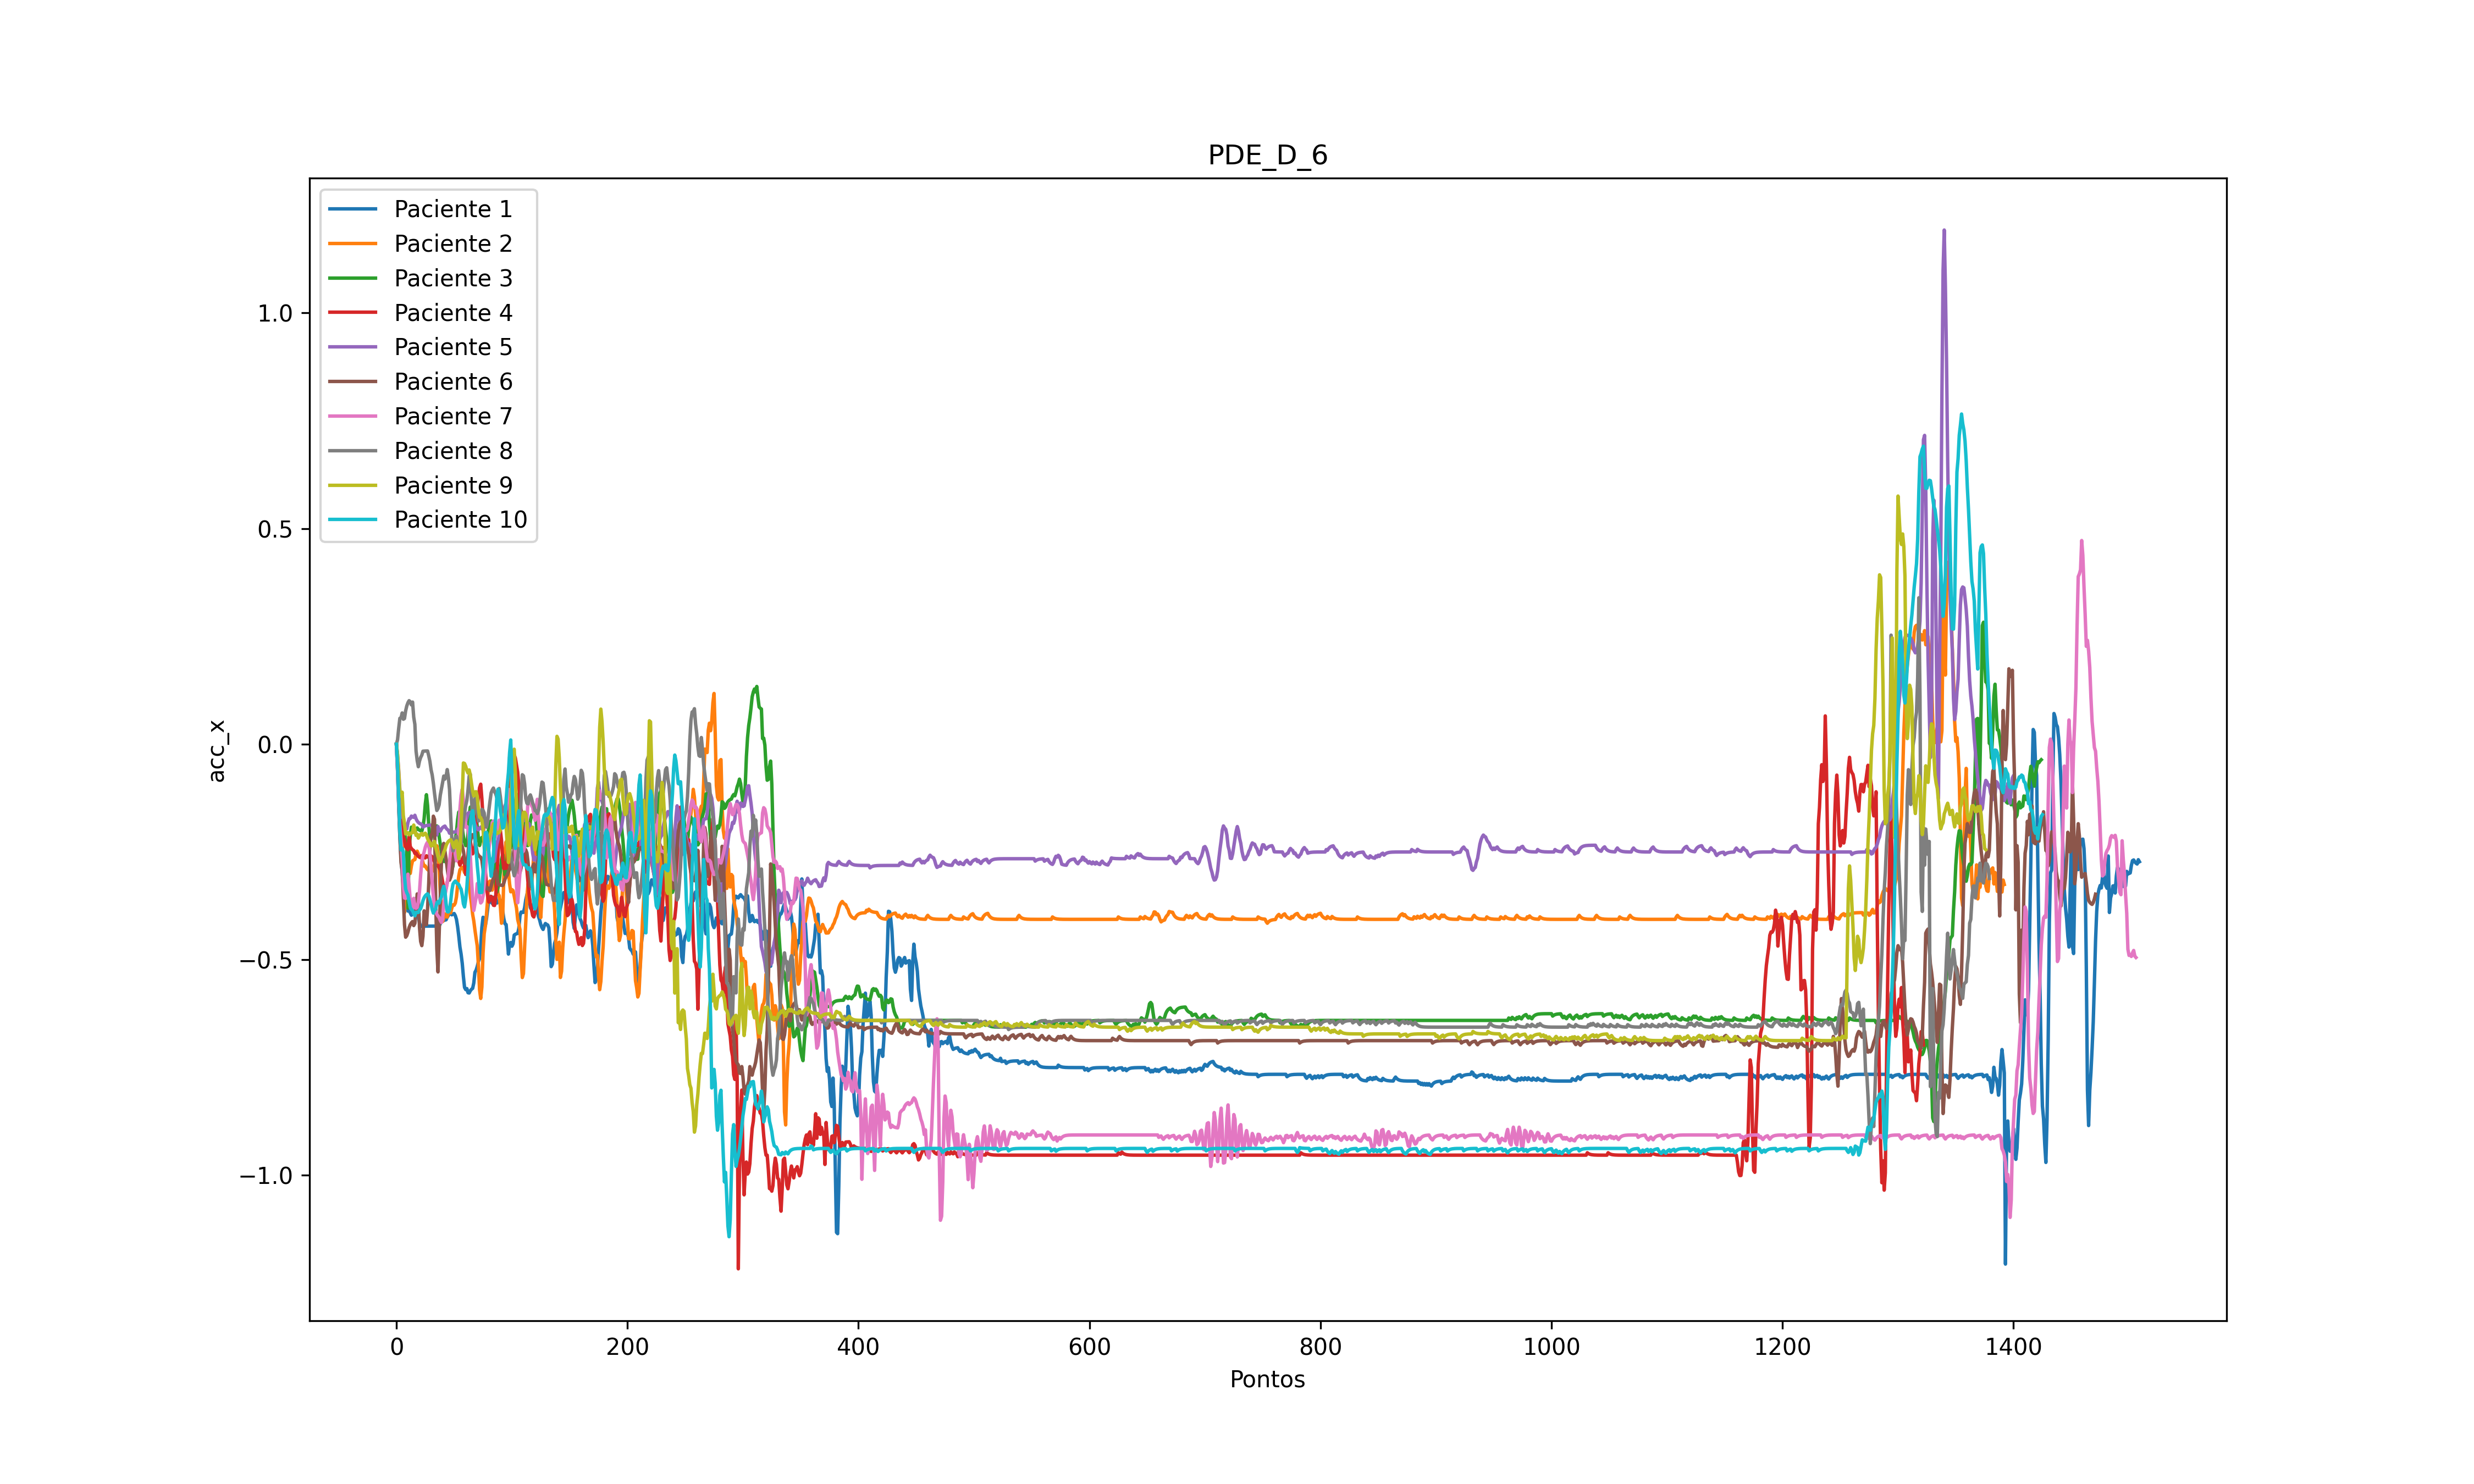 PDE_D_6
Paciente 1
Paciente 2
Paciente 3
Paciente 4
Paciente 5
Paciente 6
Paciente 7
Paciente 8
Paciente 9
Paciente 10
1.0
0.5
0.0
−0.5
−1.0
acc_x
0 200 400 600 800 1000 1200 1400
Pontos